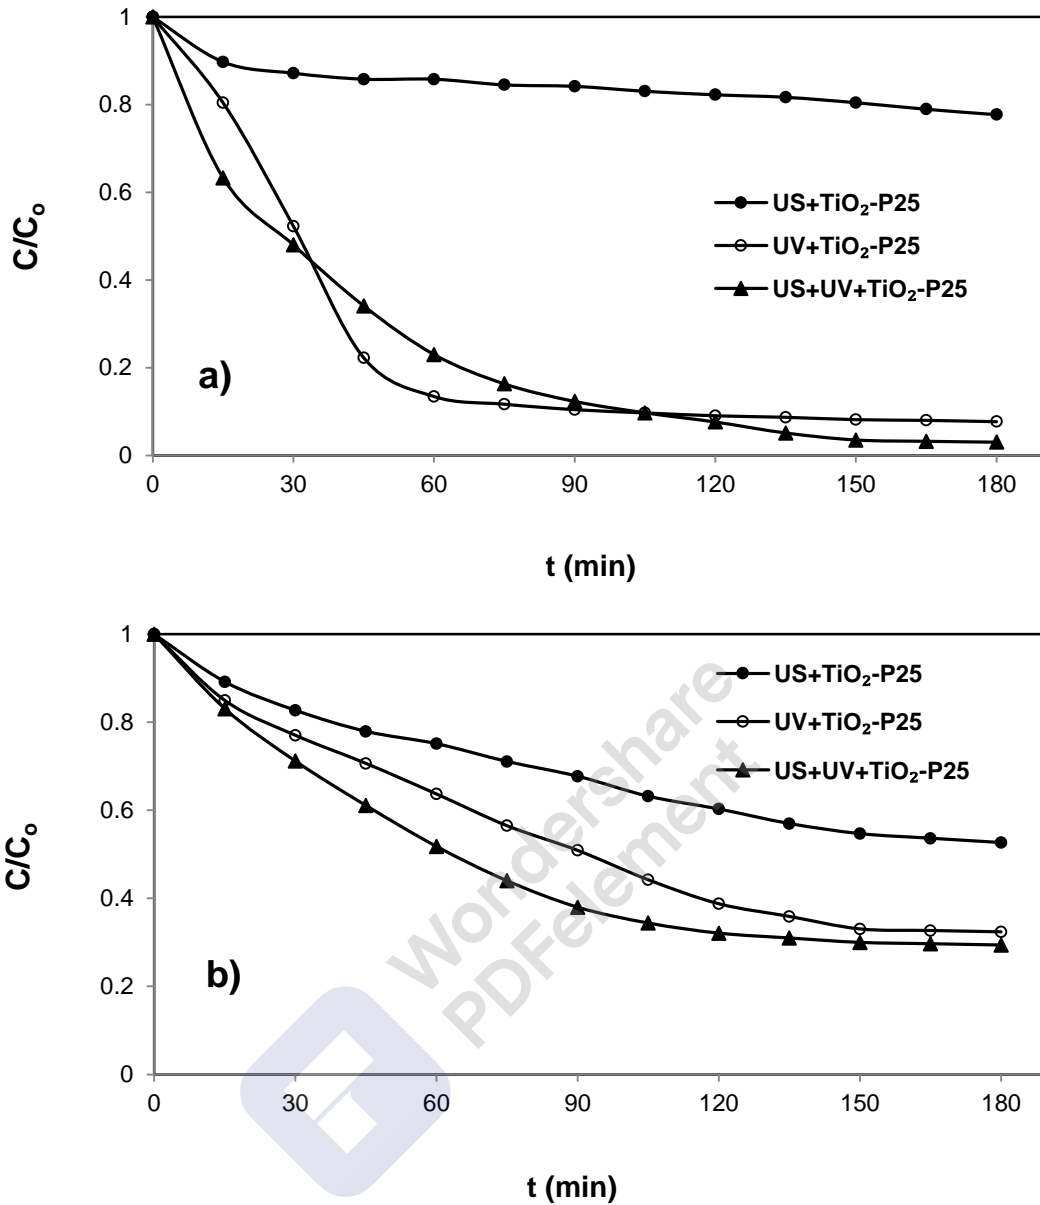 1
0.8
0.6
0.4
0.2
0
C/Co
US+TiO₂-P25
UV+TiO₂-P25
US+UV+TiO₂-P25
a)
0 30 60 90 120 150 180
t (min)
1
0.8
0.6
0.4
0.2
0
C/Co
US+TiO₂-P25
UV+TiO₂-P25
US+UV+TiO₂-P25
b)
Wondershare
PDFelement
0 30 60 90 120 150 180
t (min)